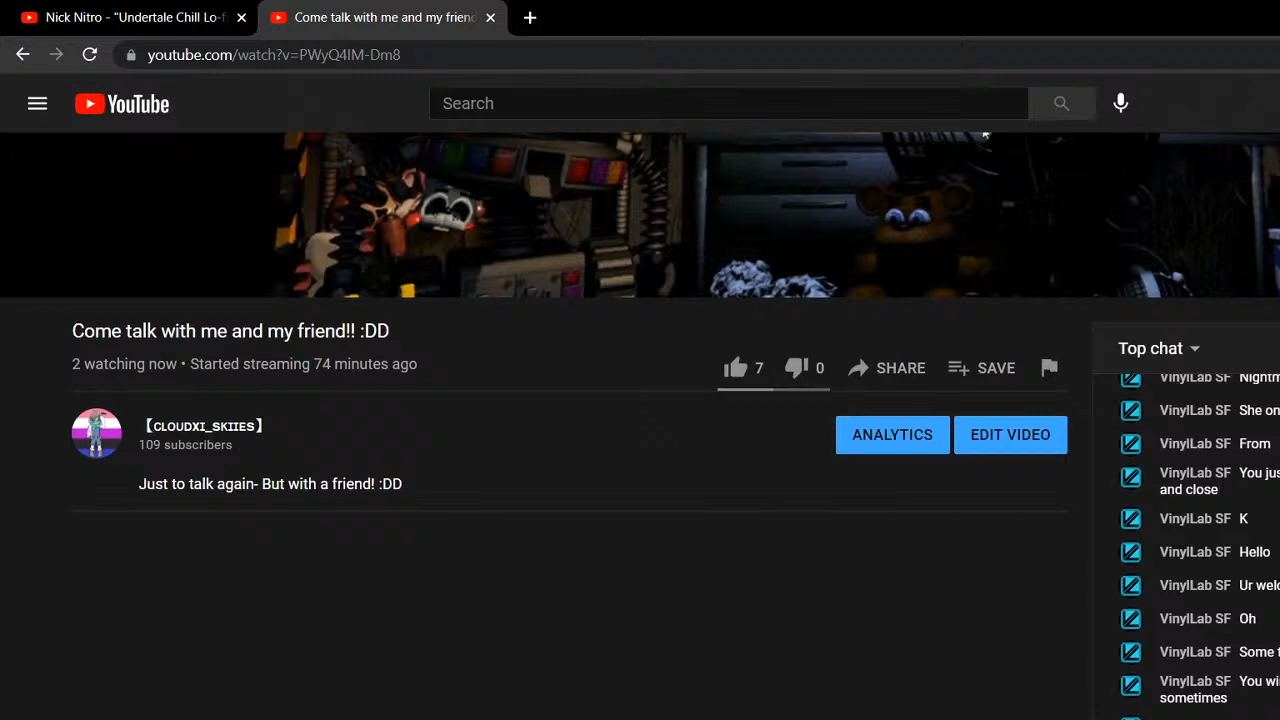 Nick Nitro - "Undertale Chill Lo-fi
Come talk with me and my friend
youtube.com/watch?v=PWyQ4IM-Dm8
YouTube
Search
Come talk with me and my friend!! :DD
2 watching now • Started streaming 74 minutes ago
7
0
SHARE
SAVE
【ᴄʟᴏᴜᴅxɪ_sᴋɪɪᴇs】
109 subscribers
ANALYTICS
EDIT VIDEO
Just to talk again- But with a friend! :DD
Top chat
VinylLab SF Nightm
VinylLab SF She on
VinylLab SF From
VinylLab SF You jus
and close
VinylLab SF K
VinylLab SF Hello
VinylLab SF Ur welc
VinylLab SF Oh
VinylLab SF Some t
VinylLab SF You wi
sometimes